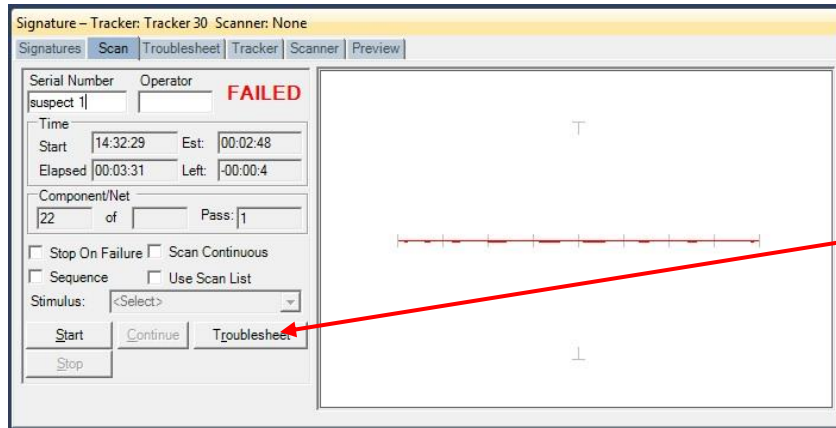 Signature – Tracker: Tracker 30 Scanner: None
Signatures Scan Troublesheet Tracker Scanner Preview
Serial Number Operator
suspect 1 FAILED
Time
Start 14:32:29 Est: 00:02:48
Elapsed 00:03:31 Left: -00:00:4
Component/Net
22 of Pass: 1
Stop On Failure Scan Continuous
Sequence Use Scan List
Stimulus: <Select>
Start Continue Troublesheet
Stop